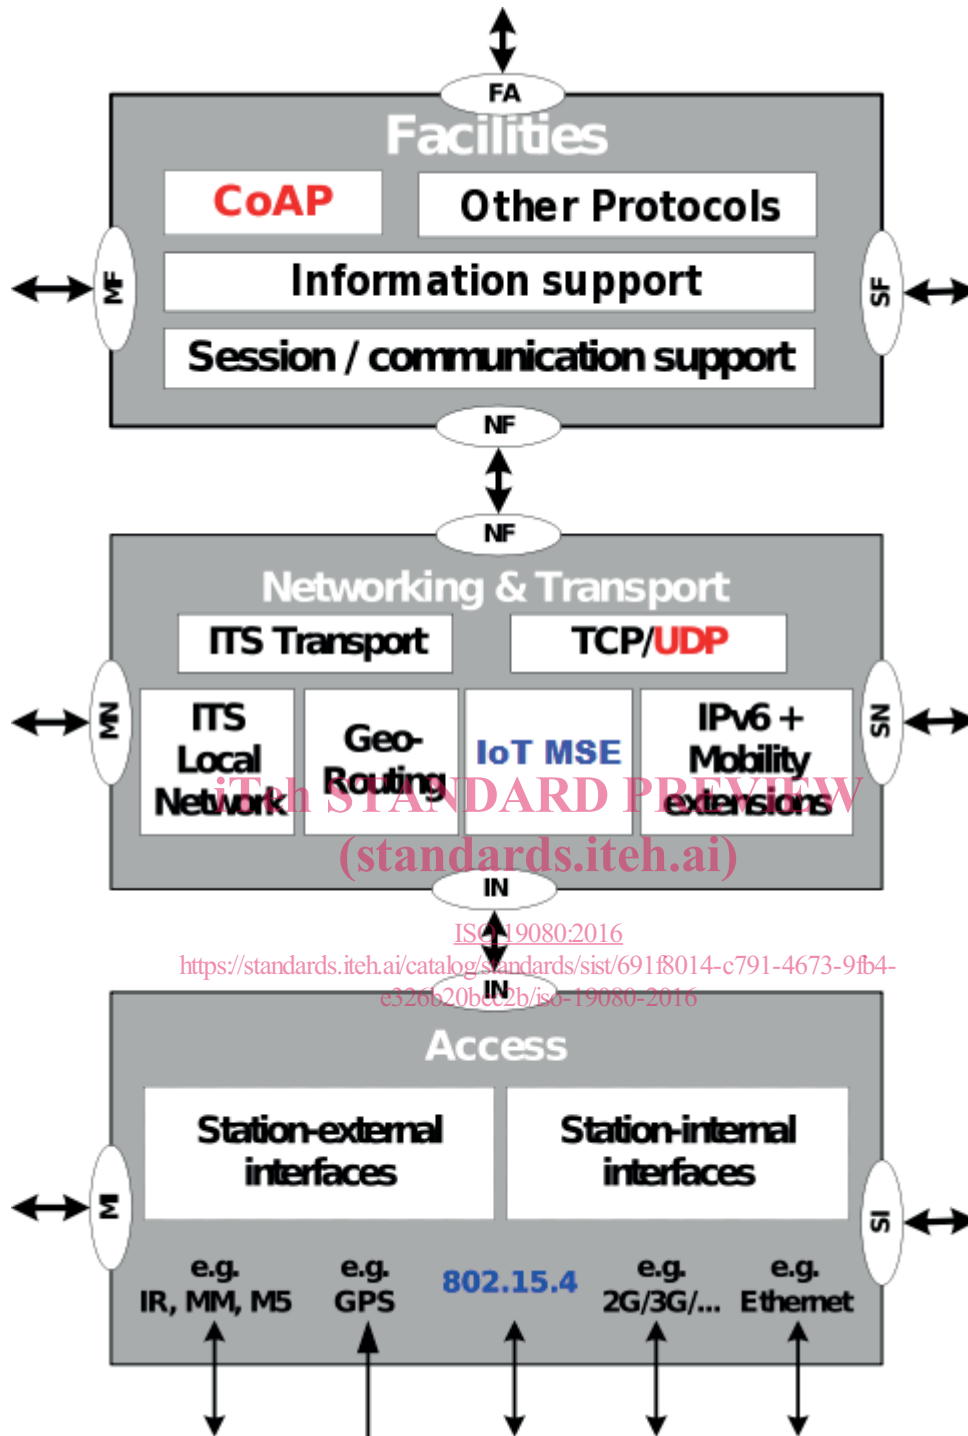 FA
Facilities
CoAP
Other Protocols
Information support
MF
SF
Session / communication support
NF
NF
Networking & Transport
ITS Transport
TCP/UDP
ITS
Local
Network
Geo-
Routing
IoT MSE
IPv6 +
Mobility
extensions
MN
SN
iTeh STANDARD PREVIEW
(standards.iteh.ai)
IN
ISO 19080:2016
https://standards.iteh.ai/catalog/standards/sist/691f8014-c791-4673-9fb4-
e326b20bec2b/iso-19080-2016
IN
Access
Station-external
interfaces
Station-internal
interfaces
MI
SI
e.g.
IR, MM, M5
e.g.
GPS
802.15.4
e.g.
2G/3G/...
e.g.
Ethernet